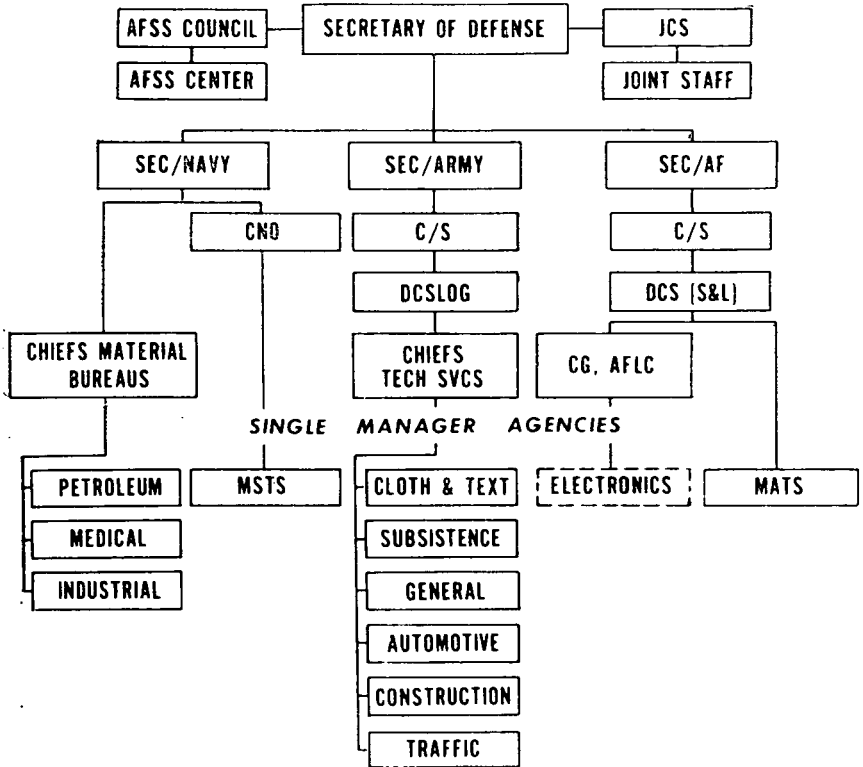 AFSS COUNCIL
SECRETARY OF DEFENSE
JCS
AFSS CENTER
JOINT STAFF
SEC/NAVY
SEC/ARMY
SEC/AF
CNO
C/S
C/S
DCSLOG
DCS (S&L)
CHIEFS MATERIAL
BUREAUS
CHIEFS
TECH SVCS
CG, AFLC
SINGLE MANAGER AGENCIES
PETROLEUM
MSTS
CLOTH & TEXT
ELECTRONICS
MATS
MEDICAL
SUBSISTENCE
INDUSTRIAL
GENERAL
AUTOMOTIVE
CONSTRUCTION
TRAFFIC